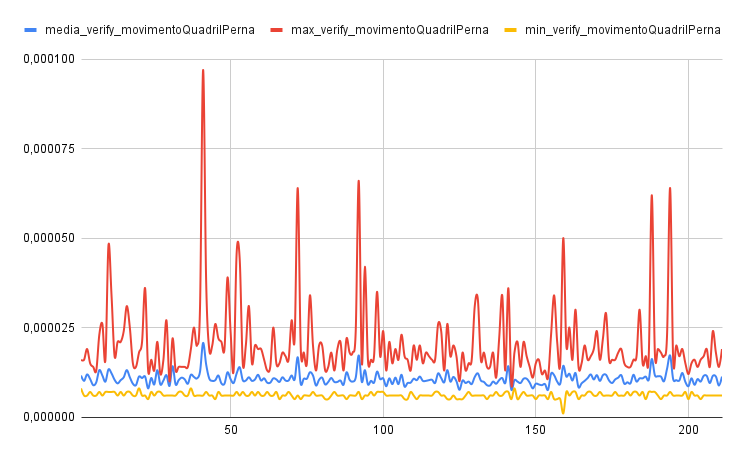 media_verify_movimentoQuadrilPerna max_verify_movimentoQuadrilPerna min_verify_movimentoQuadrilPerna
0,000100
0,000075
0,000050
0,000025
0,000000
50 100 150 200